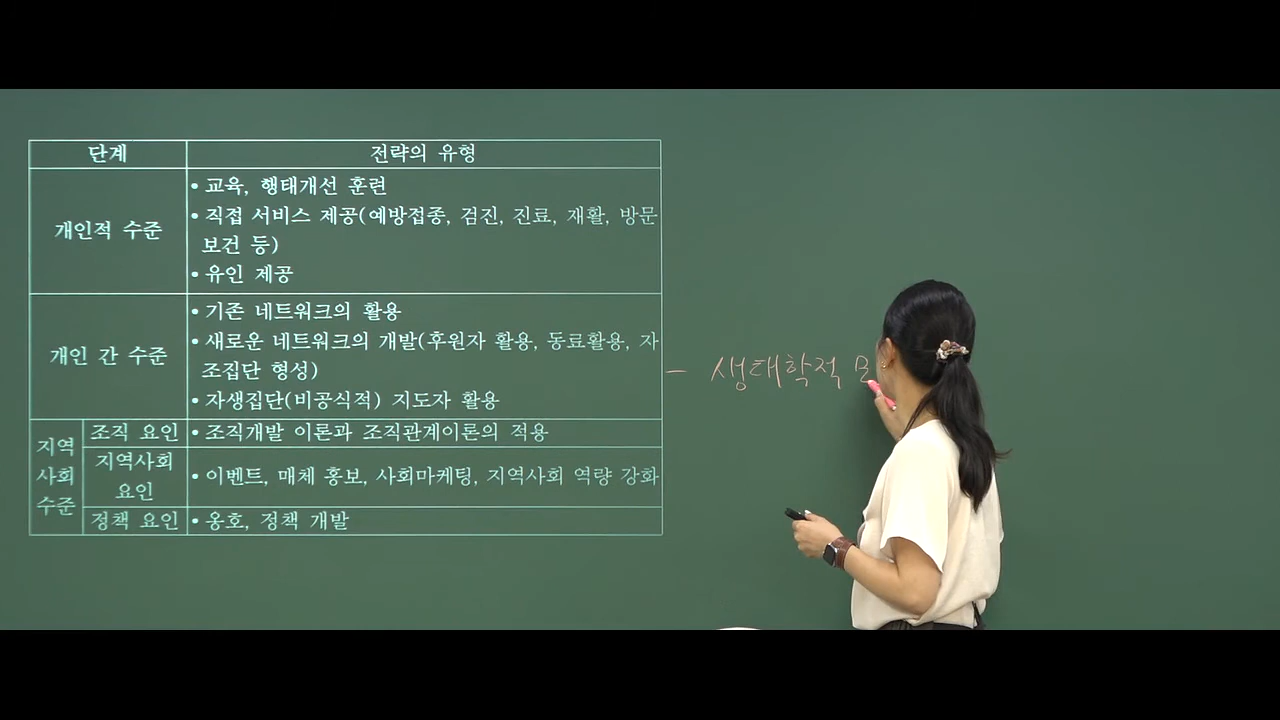 단계 전략의 유형
개인적 수준
• 교육, 행태개선 훈련
• 직접 서비스 제공(예방접종, 검진, 진료, 재활, 방문
보건 등)
• 유인 제공
개인 간 수준
• 기존 네트워크의 활용
• 새로운 네트워크의 개발(후원자 활용, 동료활용, 자
조집단 형성)
• 자생집단(비공식적) 지도자 활용
지역
사회
수준
조직 요인 • 조직개발 이론과 조직관계이론의 적용
지역사회
요인
• 이벤트, 매체 홍보, 사회마케팅, 지역사회 역량 강화
정책 요인 • 옹호, 정책 개발
- 생태학적